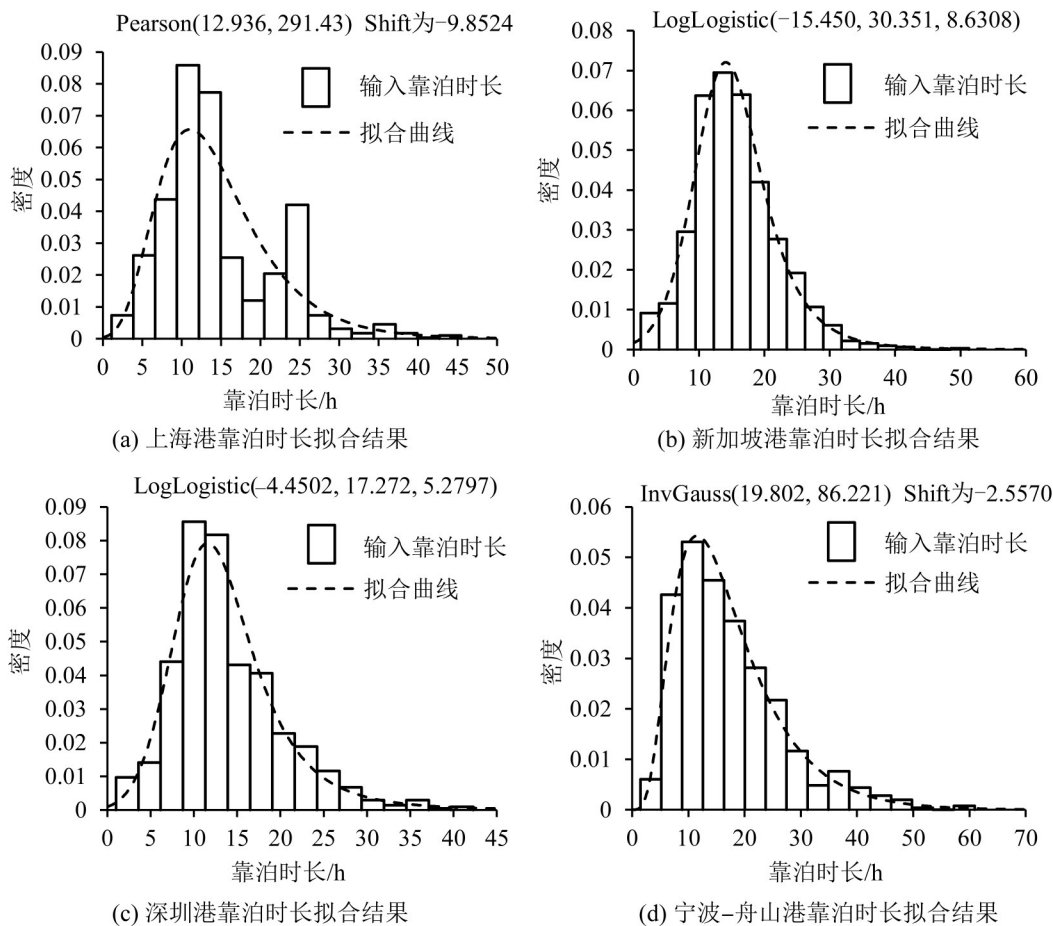 Pearson(12.936, 291.43) Shift为−9.8524
0.09
0.08
0.07
0.06
0.05
0.04
0.03
0.02
0.01
0
密度
输入靠泊时长
拟合曲线
0 5 10 15 20 25 30 35 40 45 50
靠泊时长/h
(a) 上海港靠泊时长拟合结果
LogLogistic(−15.450, 30.351, 8.6308)
0.08
0.07
0.06
0.05
0.04
0.03
0.02
0.01
0
密度
输入靠泊时长
拟合曲线
0 10 20 30 40 50 60
靠泊时长/h
(b) 新加坡港靠泊时长拟合结果
LogLogistic(–4.4502, 17.272, 5.2797)
0.09
0.08
0.07
0.06
0.05
0.04
0.03
0.02
0.01
0
密度
输入靠泊时长
拟合曲线
0 5 10 15 20 25 30 35 40 45
靠泊时长/h
(c) 深圳港靠泊时长拟合结果
InvGauss(19.802, 86.221) Shift为−2.5570
0.06
0.05
0.04
0.03
0.02
0.01
0
密度
输入靠泊时长
拟合曲线
0 10 20 30 40 50 60 70
靠泊时长/h
(d) 宁波–舟山港靠泊时长拟合结果